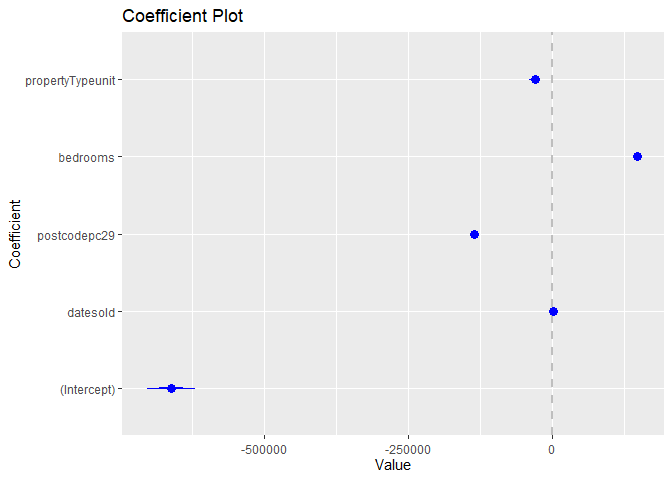 Coefficient Plot
propertyTypeunit
bedrooms
postcodepc29
datesold
(Intercept)
Coefficient
-500000
-250000
0
Value